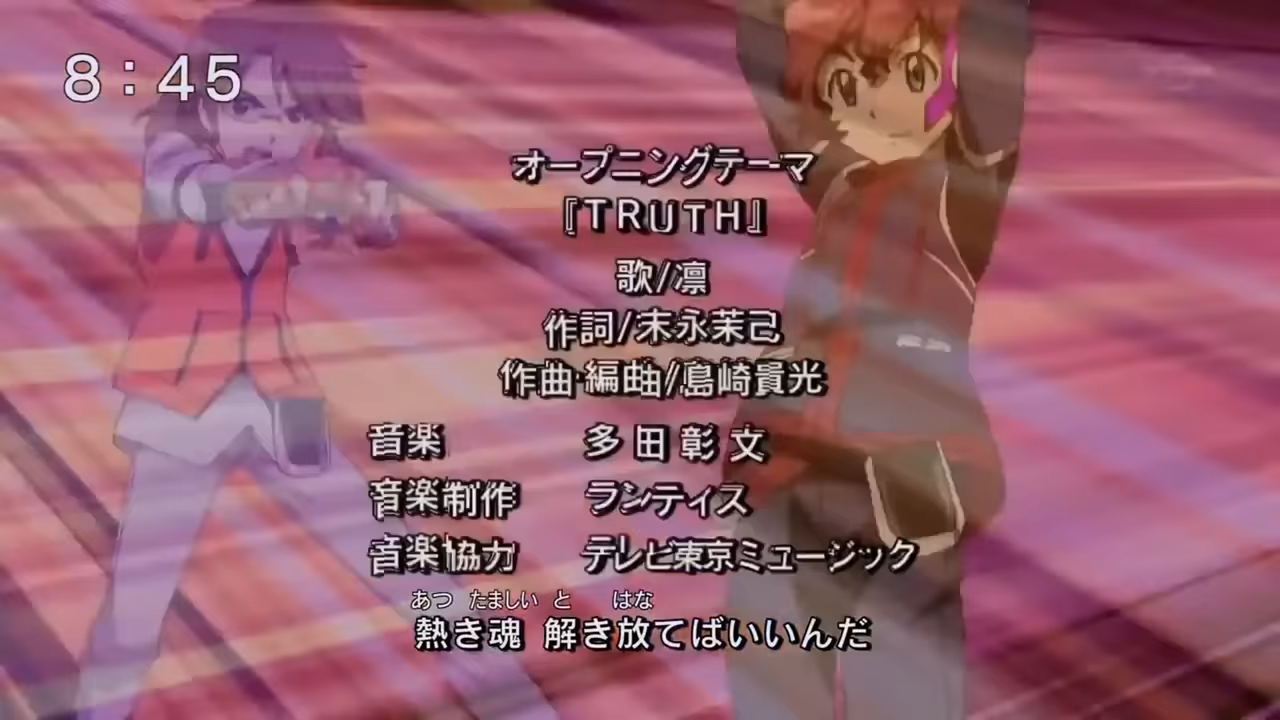 8:45
オープニングテーマ
『TRUTH』
歌/凛
作詞/末永茉己
作曲・編曲/島崎貴光
音楽 多田彰文
音楽制作 ランティス
音楽協力 テレビ東京ミュージック
あつ たましい と はな
熱き魂 解き放てばいいんだ